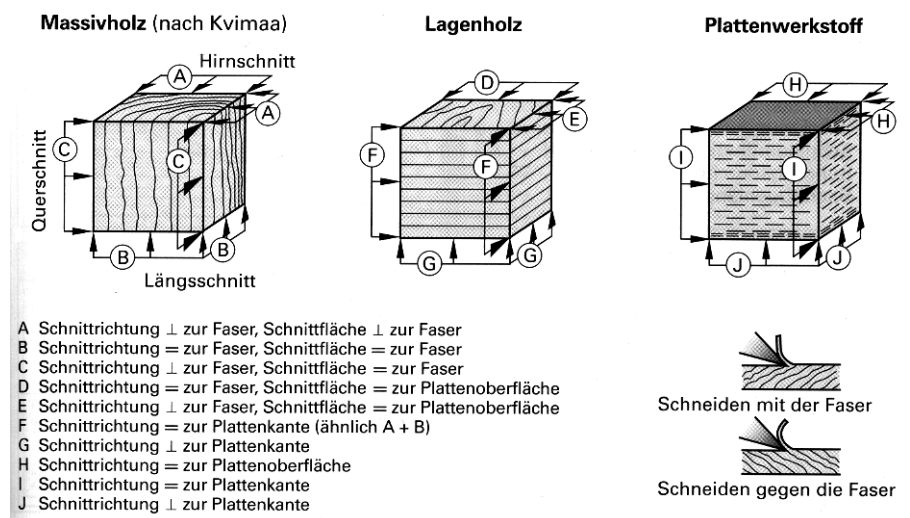 Massivholz (nach Kvimaa)
Lagenholz
Plattenwerkstoff
Hirnschnitt
A
A
C
C
Querschnitt
B
B
Längsschnitt
D
E
F
F
G
G
H
H
I
I
J
J
A Schnittrichtung ⊥ zur Faser, Schnittfläche ⊥ zur Faser
B Schnittrichtung = zur Faser, Schnittfläche = zur Faser
C Schnittrichtung ⊥ zur Faser, Schnittfläche = zur Faser
D Schnittrichtung = zur Faser, Schnittfläche = zur Plattenoberfläche
E Schnittrichtung ⊥ zur Faser, Schnittfläche = zur Plattenoberfläche
F Schnittrichtung = zur Plattenkante (ähnlich A + B)
G Schnittrichtung ⊥ zur Plattenkante
H Schnittrichtung = zur Plattenoberfläche
I Schnittrichtung = zur Plattenkante
J Schnittrichtung ⊥ zur Plattenkante
Schneiden mit der Faser
Schneiden gegen die Faser